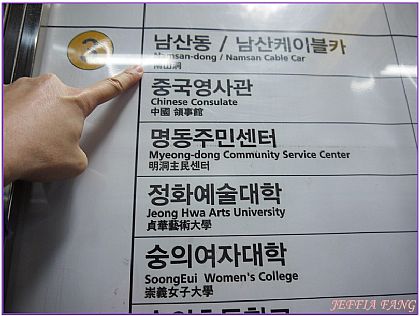 2
남산동 / 남산케이블카
Namsan-dong / Namsan Cable Car
南山洞
중국영사관
Chinese Consulate
中國 領事館
명동주민센터
Myeong-dong Community Service Center
明洞主民센터
정화예술대학
Jeong Hwa Arts University
貞華藝術大學
숭의여자대학
SoongEui Women's College
崇義女子大學
JEFFIA FANG